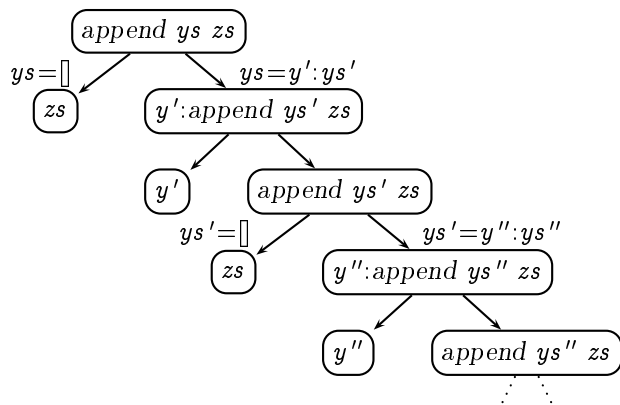 append ys zs
ys=[] ys=y':ys'
zs y':append ys' zs
y' append ys' zs
ys'=[] ys'=y'':ys''
zs y'':append ys'' zs
y'' append ys'' zs